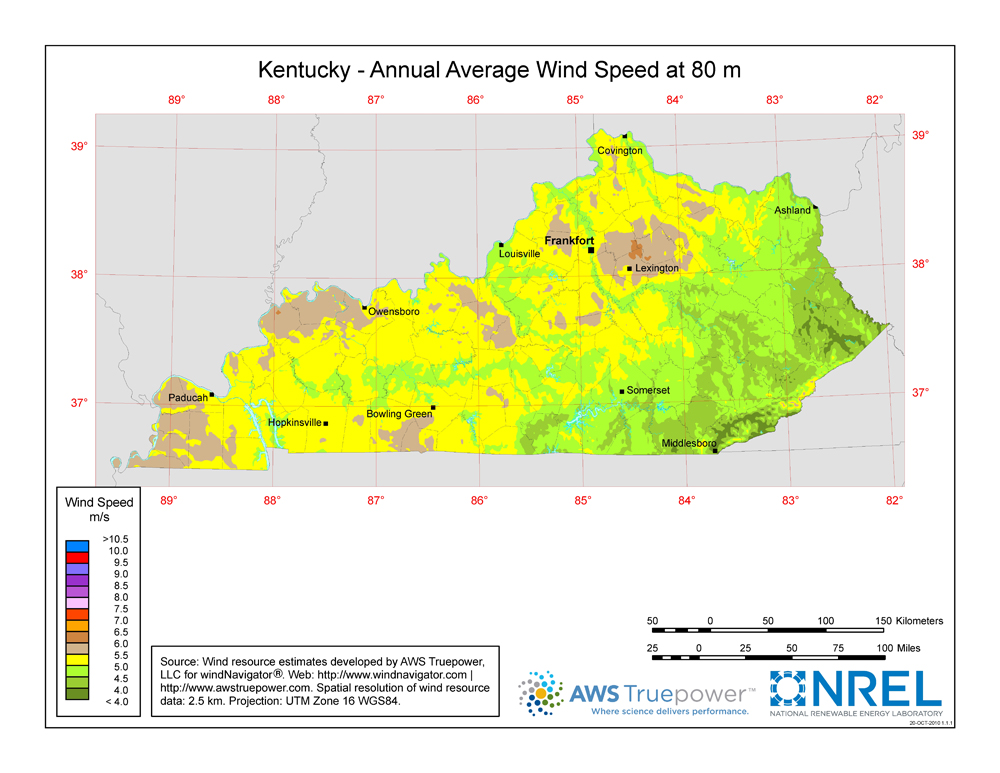 Kentucky - Annual Average Wind Speed at 80 m
89° 88° 87° 86° 85° 84° 83° 82°
39° 39°
Covington
Ashland
Frankfort
Louisville
38° Lexington 38°
Owensboro
37° Paducah Somerset 37°
Bowling Green
Hopkinsville
Middlesboro
89° 88° 87° 86° 85° 84° 83° 82°
Wind Speed
m/s
>10.5
10.0
9.5
9.0
8.5
8.0
7.5
7.0
6.5
6.0
5.5
5.0
4.5
4.0
< 4.0
50 0 50 100 150 Kilometers
25 0 25 50 75 100 Miles
Source: Wind resource estimates developed by AWS Truepower,
LLC for windNavigator®. Web: http://www.windnavigator.com |
http://www.awstruepower.com. Spatial resolution of wind resource
data: 2.5 km. Projection: UTM Zone 16 WGS84.
AWS Truepower™
Where science delivers performance.
NREL
NATIONAL RENEWABLE ENERGY LABORATORY
20-OCT-2010 1.1.1